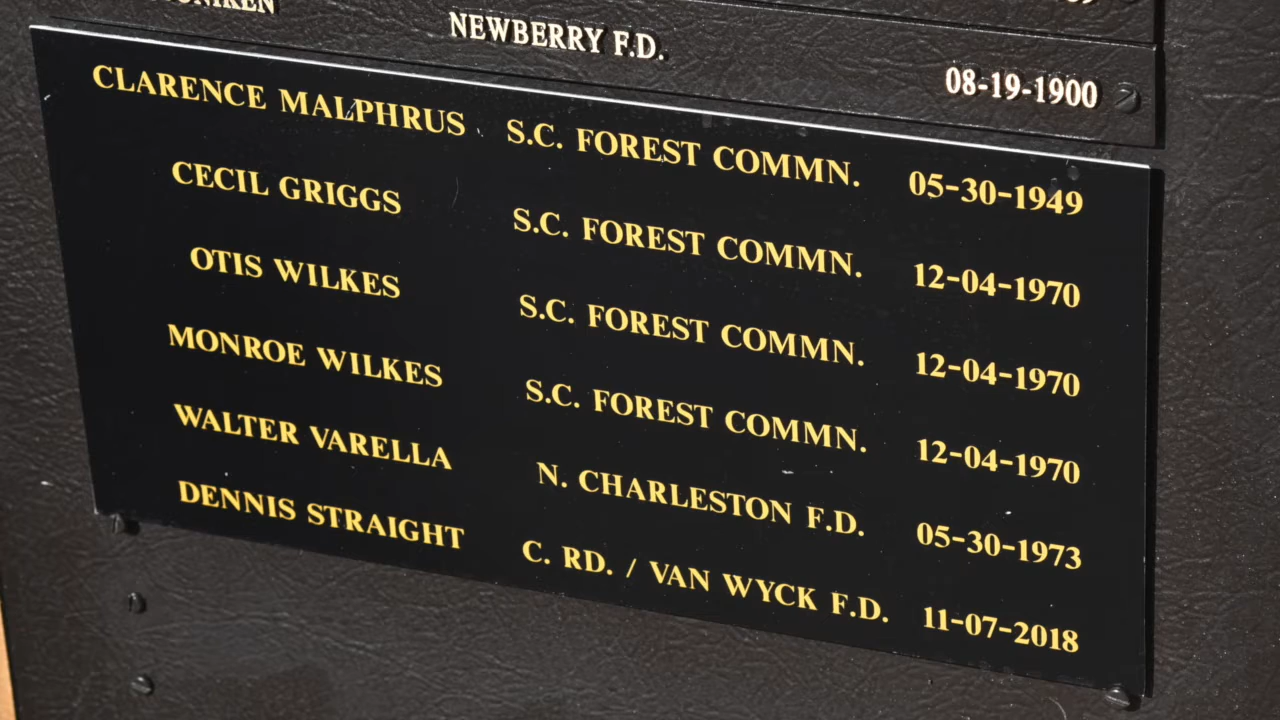 NEWBERRY F.D. 08-19-1900
CLARENCE MALPHRUS S.C. FOREST COMMN. 05-30-1949
CECIL GRIGGS S.C. FOREST COMMN. 12-04-1970
OTIS WILKES S.C. FOREST COMMN. 12-04-1970
MONROE WILKES S.C. FOREST COMMN. 12-04-1970
WALTER VARELLA N. CHARLESTON F.D. 05-30-1973
DENNIS STRAIGHT C. RD. / VAN WYCK F.D. 11-07-2018